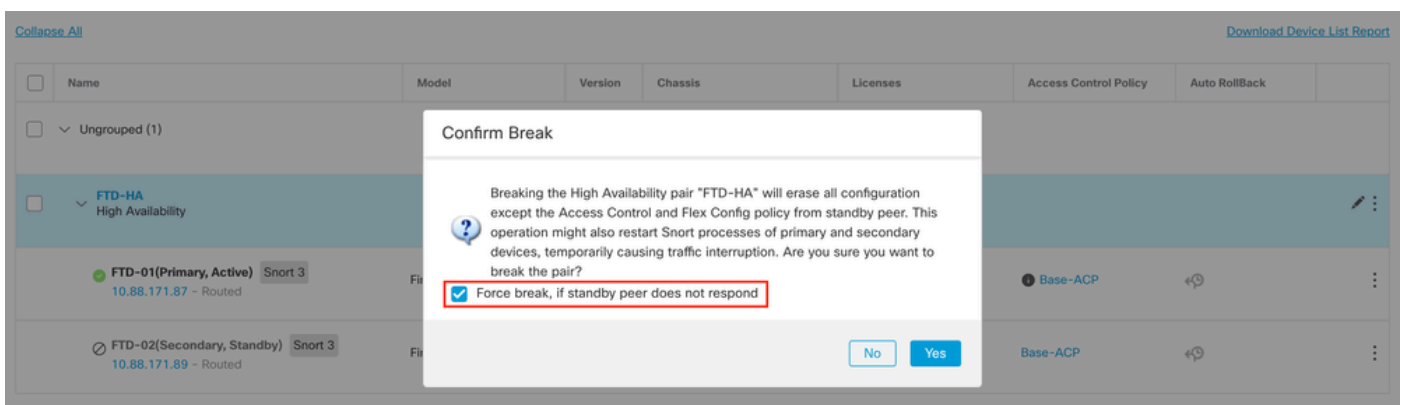 Collapse All
Download Device List Report
Name
Model
Version
Chassis
Licenses
Access Control Policy
Auto RollBack
Ungrouped (1)
Confirm Break
Breaking the High Availability pair "FTD-HA" will erase all configuration
except the Access Control and Flex Config policy from standby peer. This
operation might also restart Snort processes of primary and secondary
devices, temporarily causing traffic interruption. Are you sure you want to
break the pair?
Force break, if standby peer does not respond
No
Yes
FTD-HA
High Availability
FTD-01(Primary, Active) Snort 3
10.88.171.87 - Routed
Base-ACP
FTD-02(Secondary, Standby) Snort 3
10.88.171.89 - Routed
Base-ACP